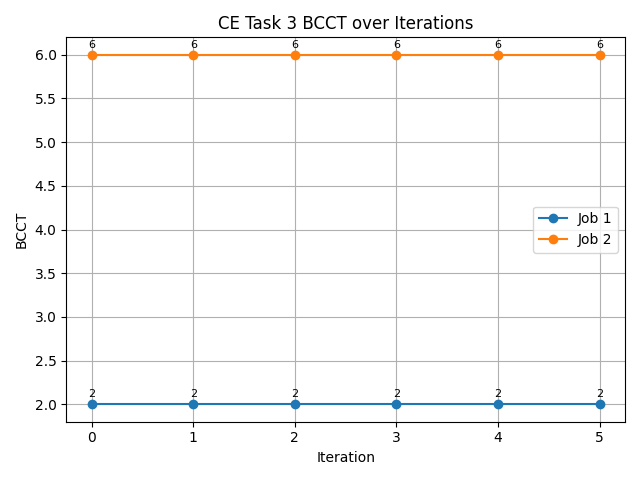 CE Task 3 BCCT over Iterations
6 6 6 6 6 6
6.0
5.5
5.0
4.5
BCCT
4.0
3.5
3.0
2.5
2.0
Job 1
Job 2
2 2 2 2 2 2
0 1 2 3 4 5
Iteration